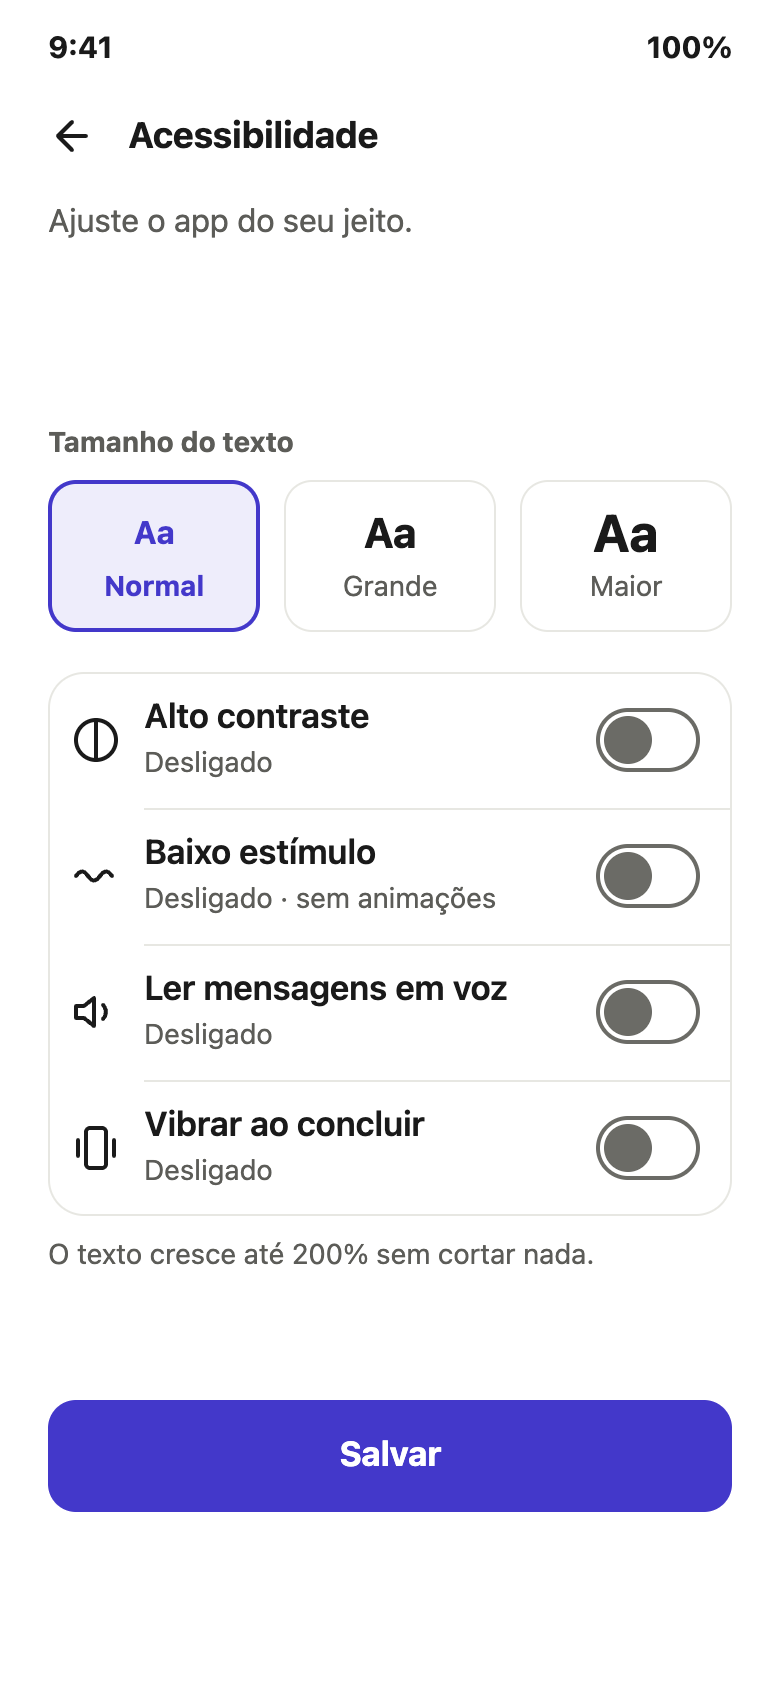 9:41
100%
Acessibilidade
Ajuste o app do seu jeito.
Tamanho do texto
Aa
Normal
Aa
Grande
Aa
Maior
Alto contraste
Desligado
Baixo estímulo
Desligado · sem animações
Ler mensagens em voz
Desligado
Vibrar ao concluir
Desligado
O texto cresce até 200% sem cortar nada.
Salvar